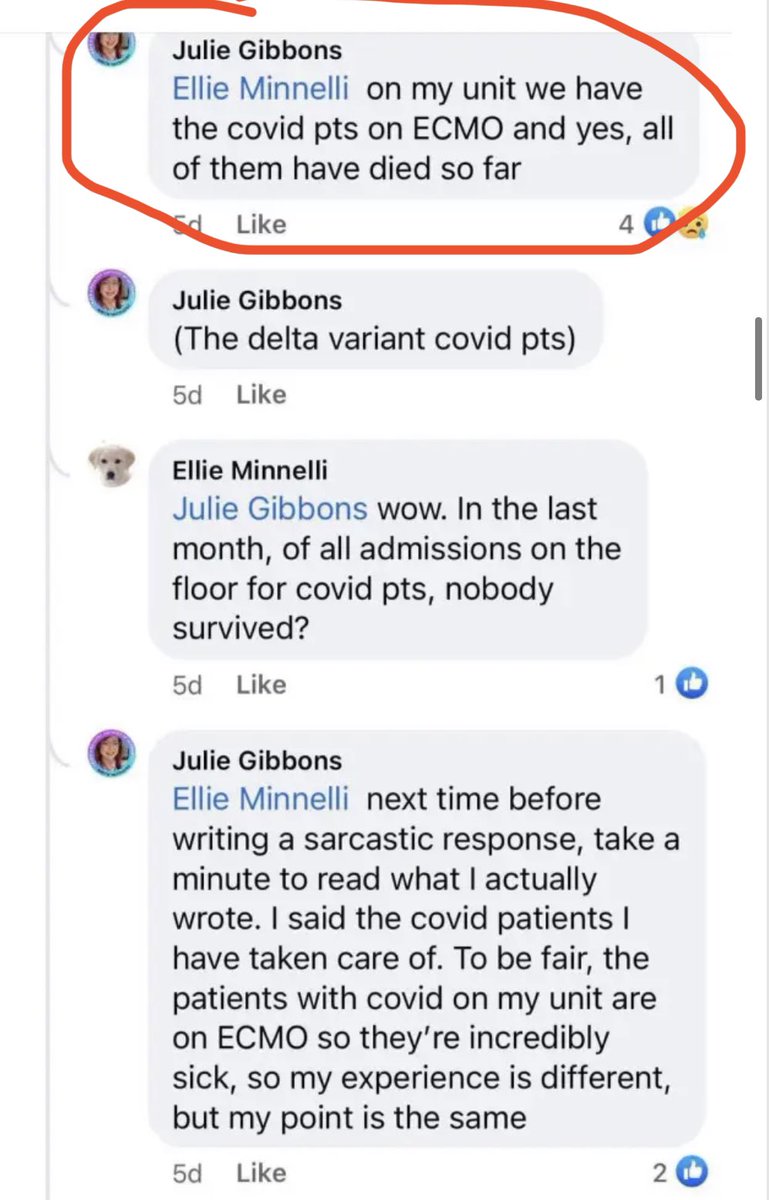 Julie Gibbons
Ellie Minnelli on my unit we have
the covid pts on ECMO and yes, all
of them have died so far
5d Like 4
Julie Gibbons
(The delta variant covid pts)
5d Like
Ellie Minnelli
Julie Gibbons wow. In the last
month, of all admissions on the
floor for covid pts, nobody
survived?
5d Like 1
Julie Gibbons
Ellie Minnelli next time before
writing a sarcastic response, take a
minute to read what I actually
wrote. I said the covid patients I
have taken care of. To be fair, the
patients with covid on my unit are
on ECMO so they’re incredibly
sick, so my experience is different,
but my point is the same
5d Like 2